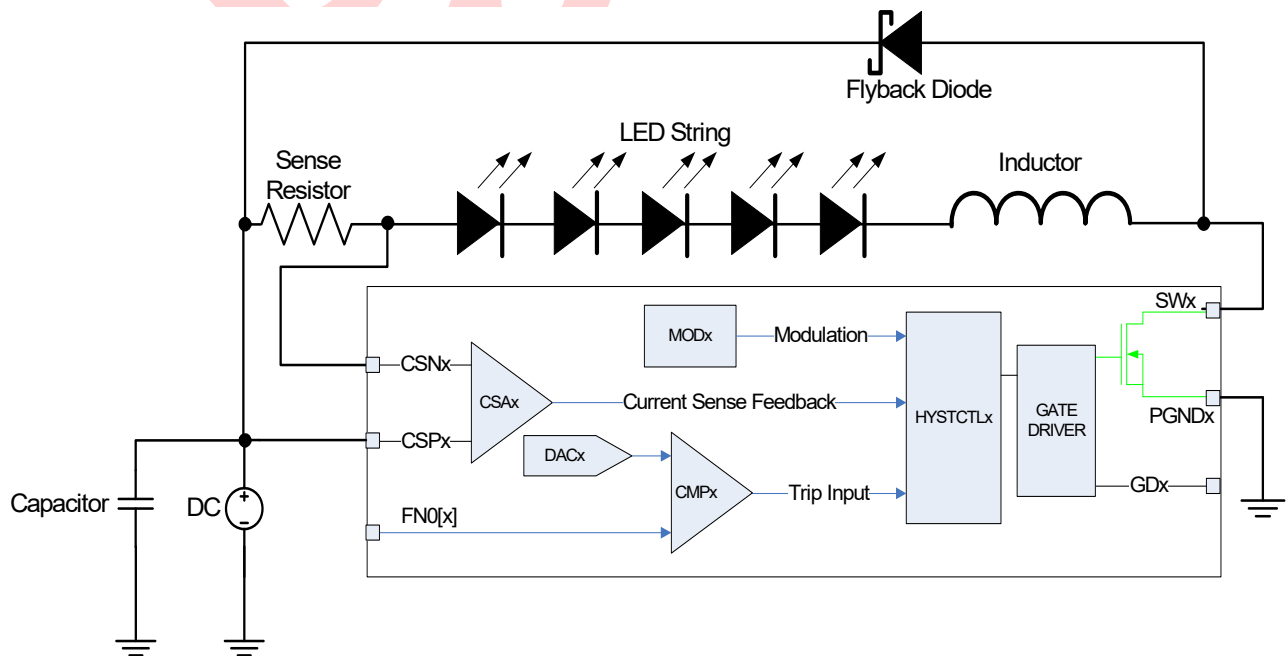 Flyback Diode
LED String
Sense
Resistor
Inductor
SWx
MODx
Modulation
CSNx
CSAx
Current Sense Feedback
HYSTCTLx
GATE
DRIVER
PGNDx
CSPx
DACx
CMPx
Trip Input
GDx
FN0[x]
Capacitor
DC
+
-